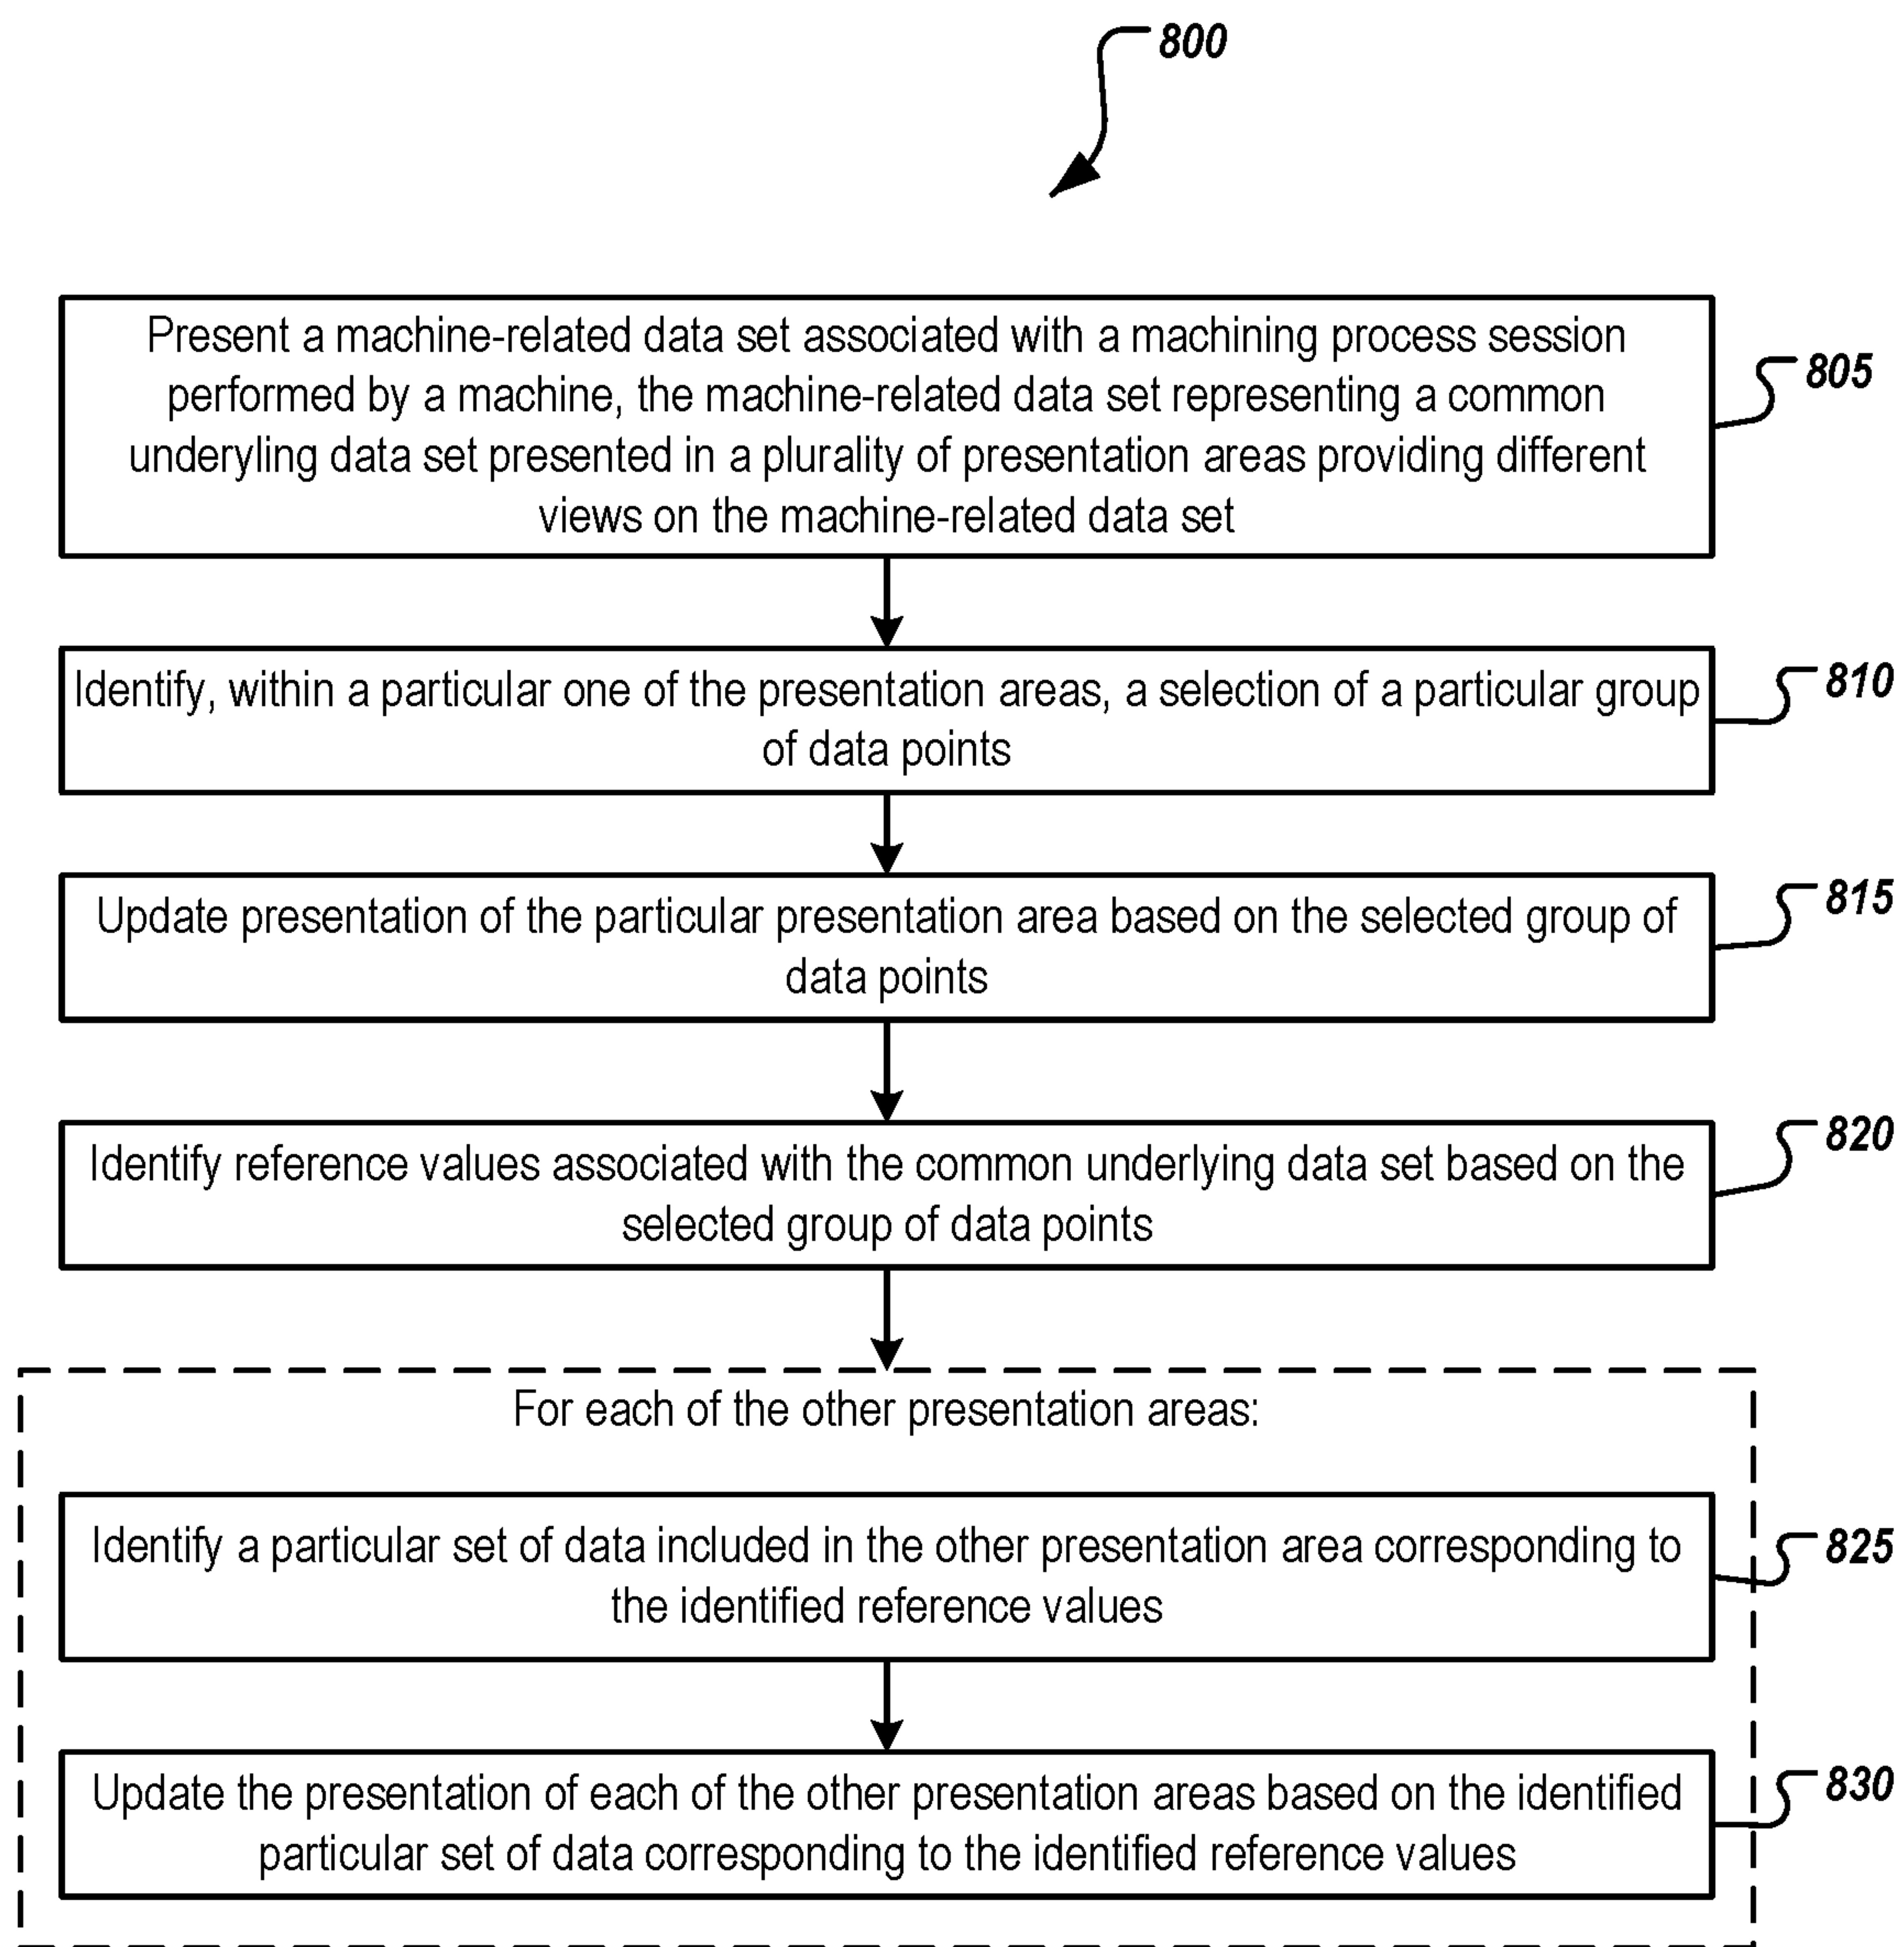 800
Present a machine-related data set associated with a machining process session
performed by a machine, the machine-related data set representing a common
underyling data set presented in a plurality of presentation areas providing different
views on the machine-related data set
805
Identify, within a particular one of the presentation areas, a selection of a particular group
of data points
810
Update presentation of the particular presentation area based on the selected group of
data points
815
Identify reference values associated with the common underlying data set based on the
selected group of data points
820
For each of the other presentation areas:
Identify a particular set of data included in the other presentation area corresponding to
the identified reference values
825
Update the presentation of each of the other presentation areas based on the identified
particular set of data corresponding to the identified reference values
830